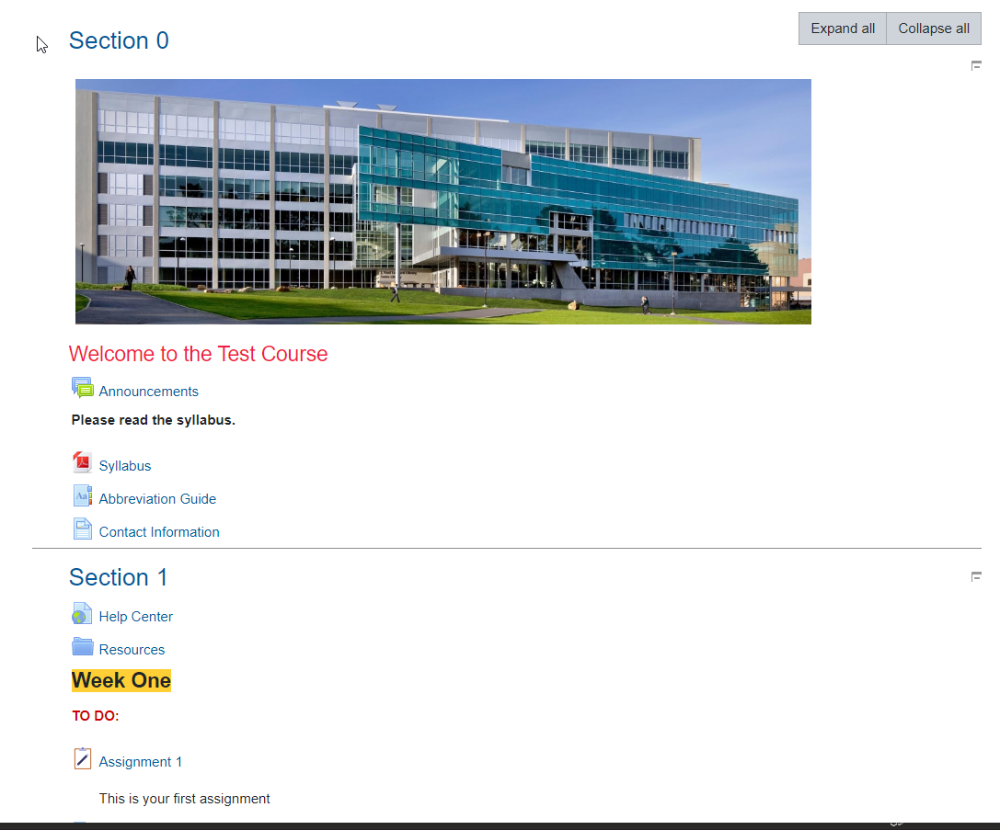 Section 0
Expand all
Collapse all
Welcome to the Test Course
Announcements
Please read the syllabus.
Syllabus
Abbreviation Guide
Contact Information
Section 1
Help Center
Resources
Week One
TO DO:
Assignment 1
This is your first assignment